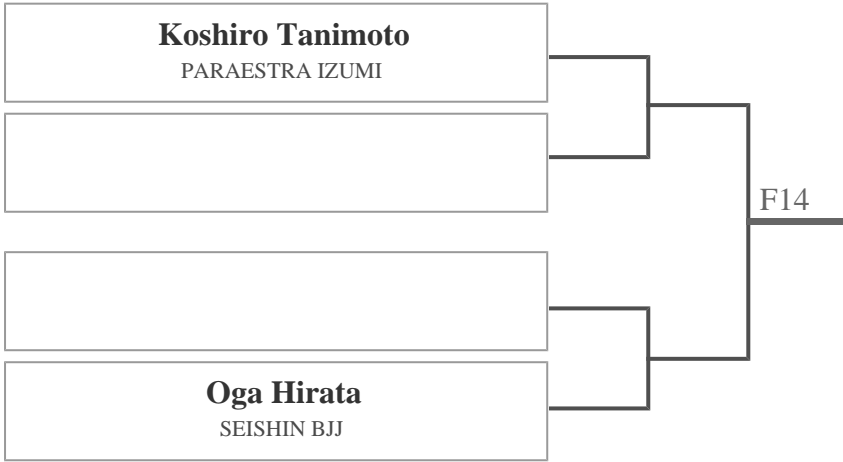 Koshiro Tanimoto
PARAESTRA IZUMI
F14
Oga Hirata
SEISHIN BJJ